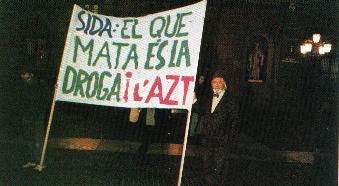 SIDA: EL QUE
MATA ÉS LA
DROGA i L'AZT